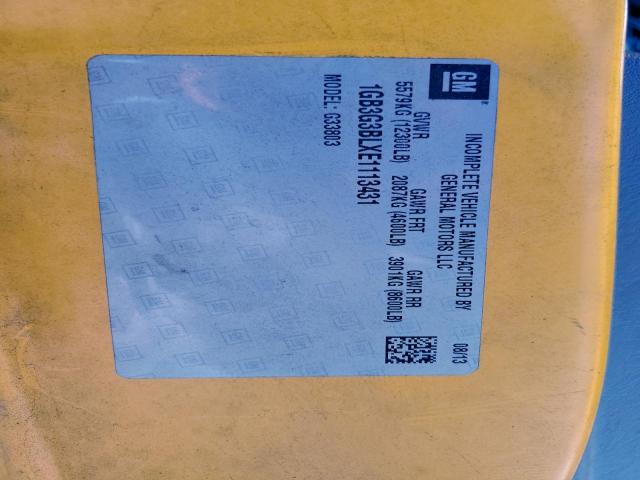 GM
08/13
INCOMPLETE VEHICLE MANUFACTURED BY
GENERAL MOTORS LLC
GVWR GAWR FRT GAWR RR
5579KG (12300LB) 2087KG (4600LB) 3901KG (8600LB)
1GB3G3BLXE1113431
MODEL: G33803